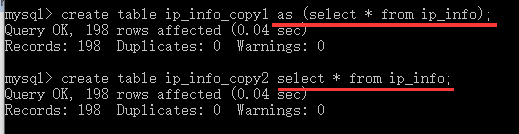 mysql> create table ip_info_copy1 as (select * from ip_info);
Query OK, 198 rows affected (0.04 sec)
Records: 198  Duplicates: 0  Warnings: 0
mysql> create table ip_info_copy2 select * from ip_info;
Query OK, 198 rows affected (0.04 sec)
Records: 198  Duplicates: 0  Warnings: 0